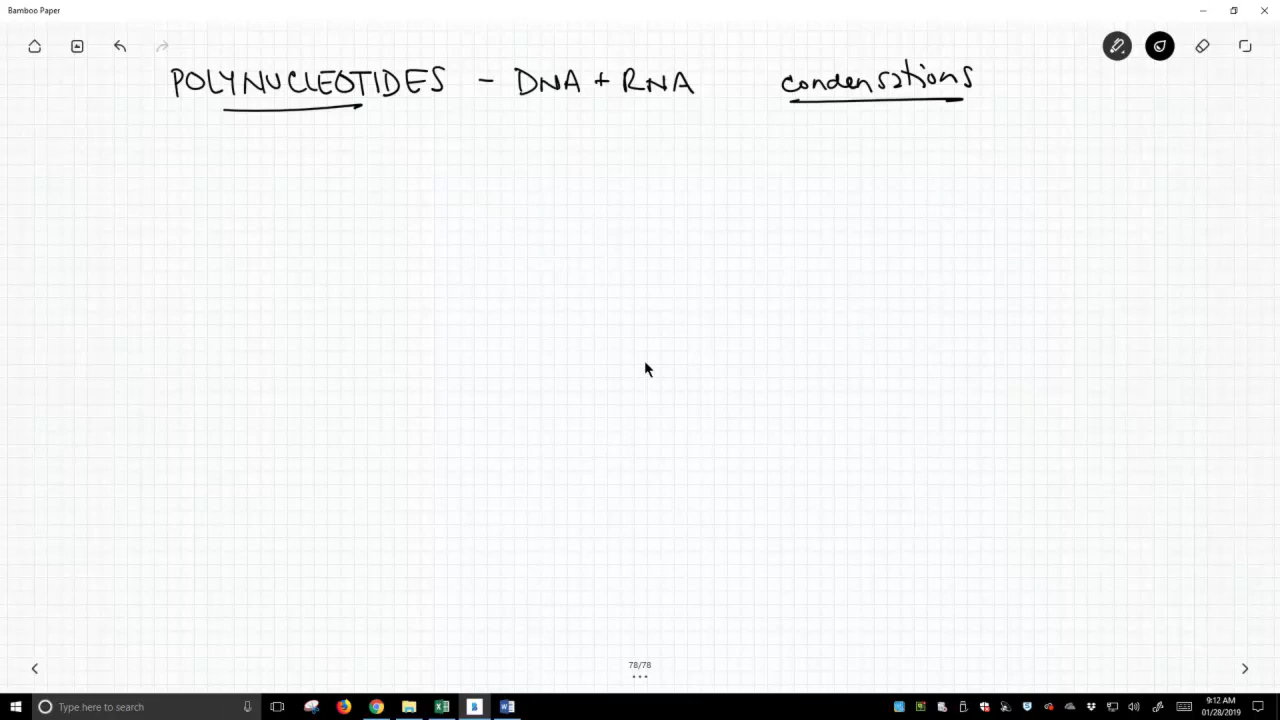 Bamboo Paper
POLYNUCLEOTIDES - DNA + RNA condensations
78/78
Type here to search
9:12 AM
01/28/2019